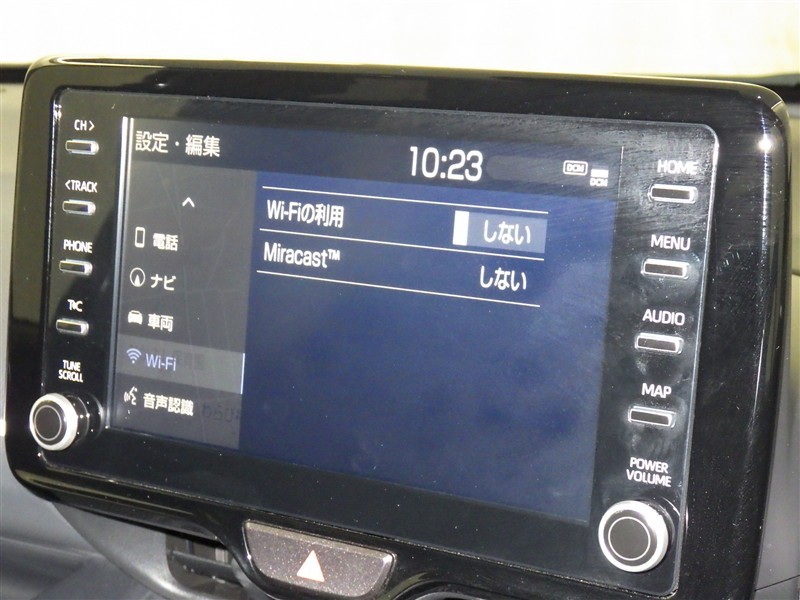 CH>
<TRACK
PHONE
T★C
TUNE
SCROLL
設定・編集
10:23
DCM
DCM
電話
ナビ
車両
Wi-Fi
音声認識
Wi-Fiの利用
しない
Miracast™
しない
HOME
MENU
AUDIO
MAP
POWER
VOLUME